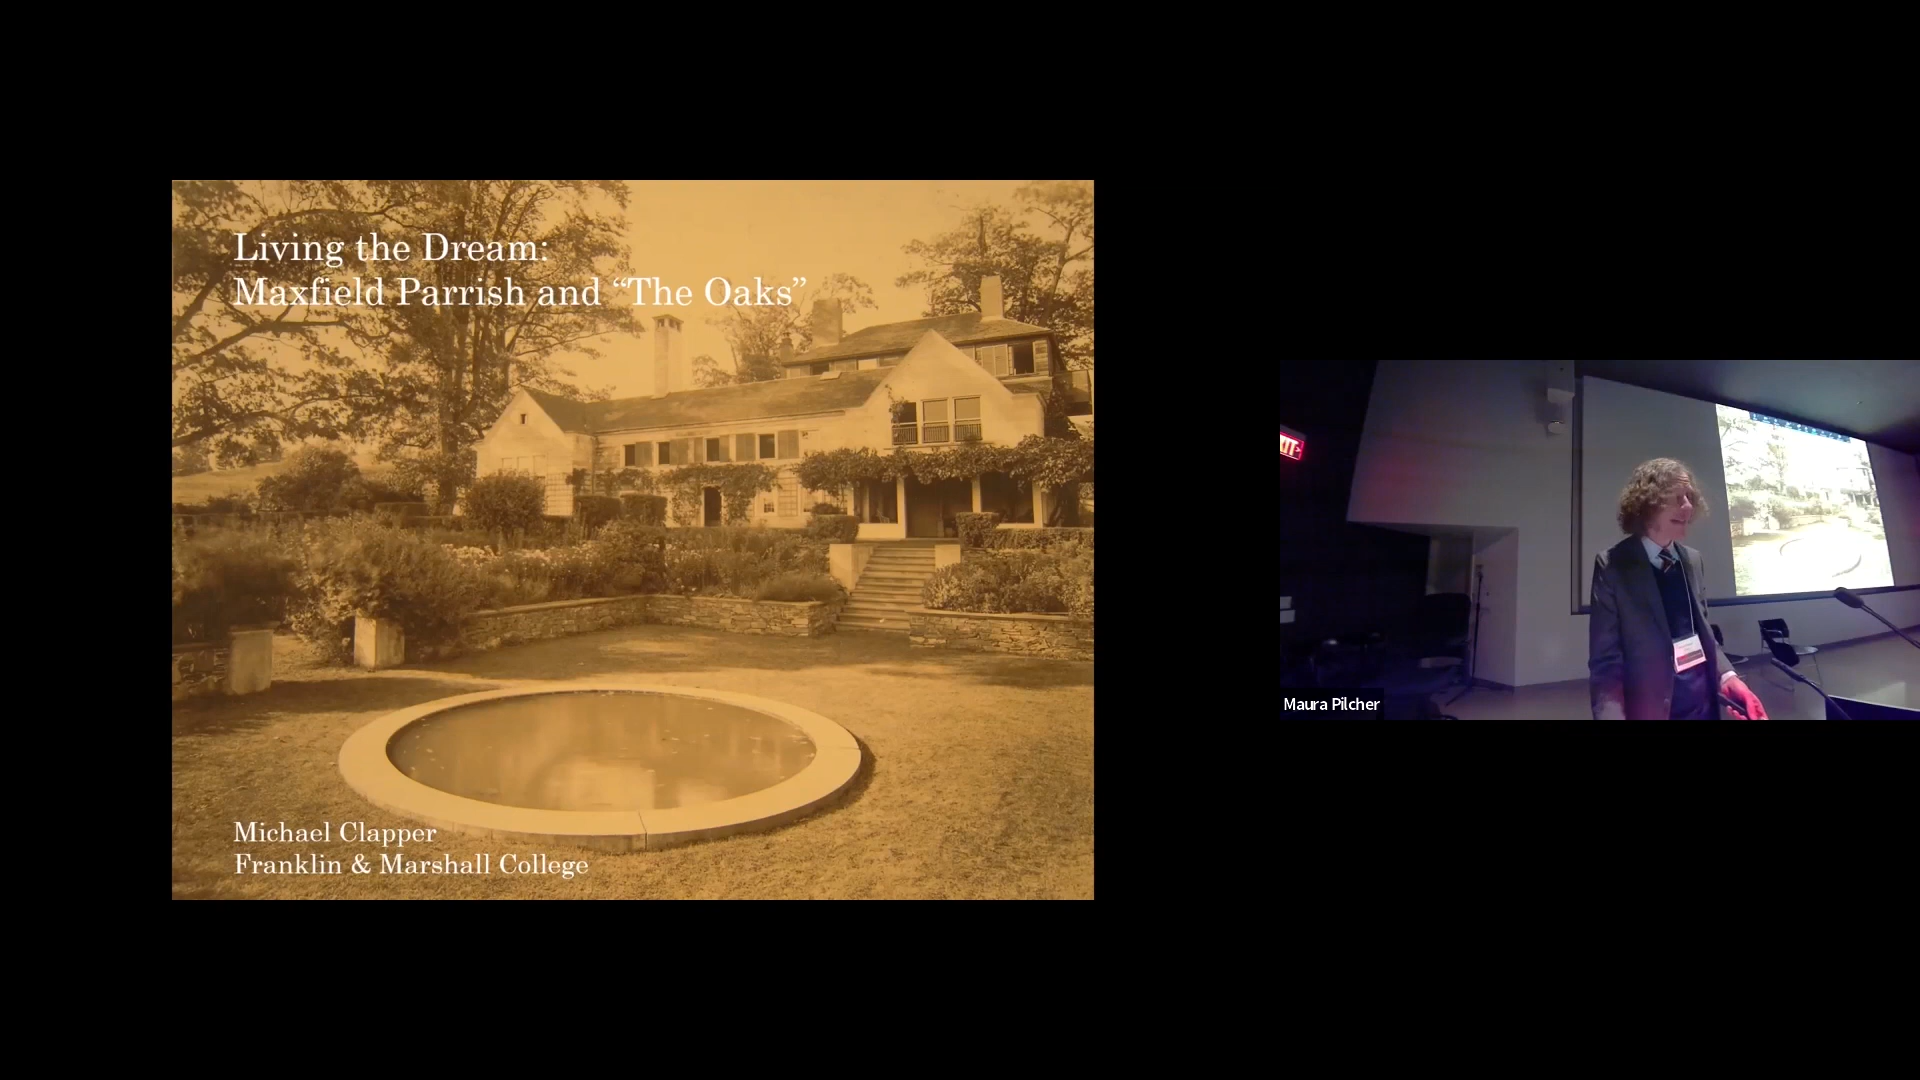 Living the Dream:
Maxfield Parrish and “The Oaks”
Michael Clapper
Franklin & Marshall College
Maura Pilcher